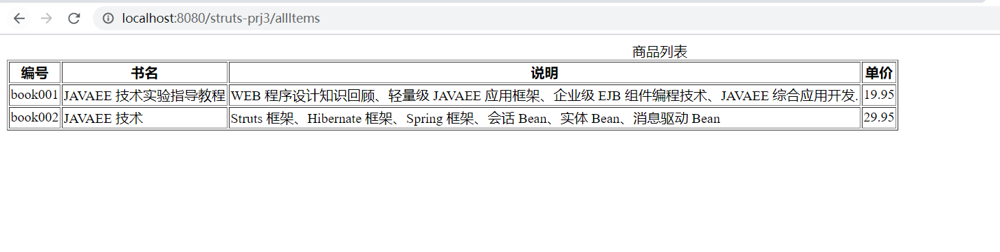 localhost:8080/struts-prj3/allItems
商品列表
编号 书名 说明 单价
book001 JAVAEE 技术实验指导教程 WEB 程序设计知识回顾、轻量级 JAVAEE 应用框架、企业级 EJB 组件编程技术、JAVAEE 综合应用开发. 19.95
book002 JAVAEE 技术 Struts 框架、Hibernate 框架、Spring 框架、会话 Bean、实体 Bean、消息驱动 Bean 29.95